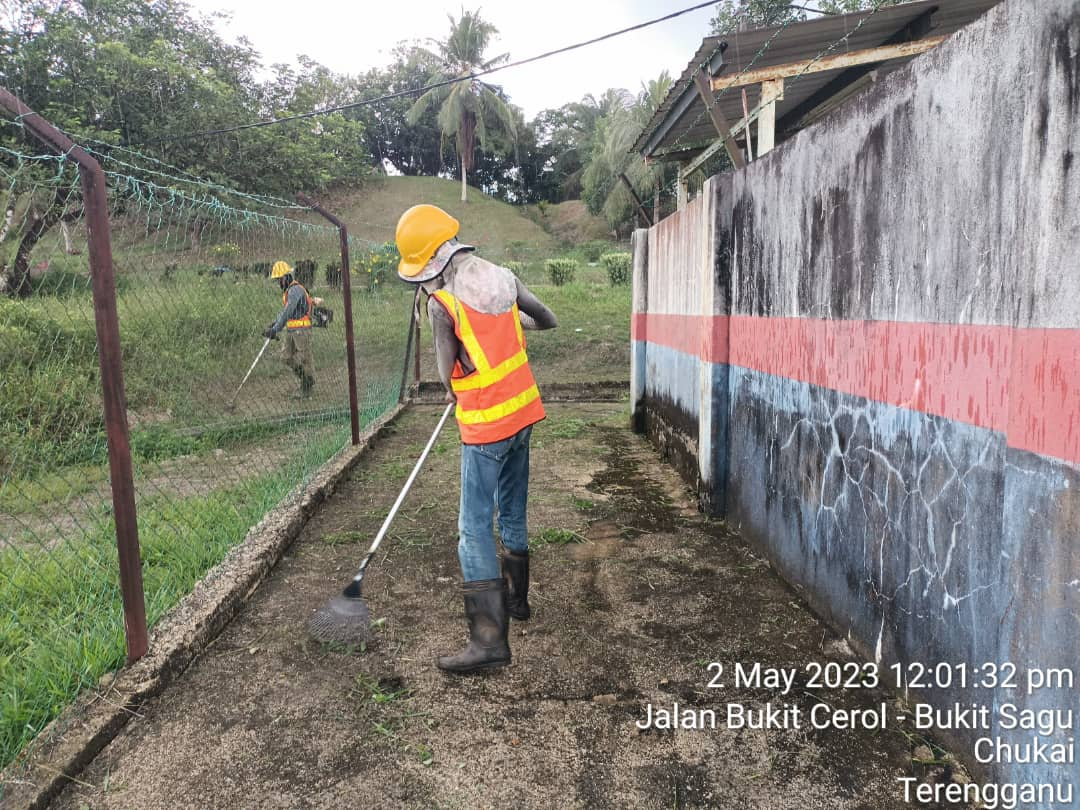 2 May 2023 12:01:32 pm
Jalan Bukit Cerol - Bukit Sagu
Chukai
Terengganu